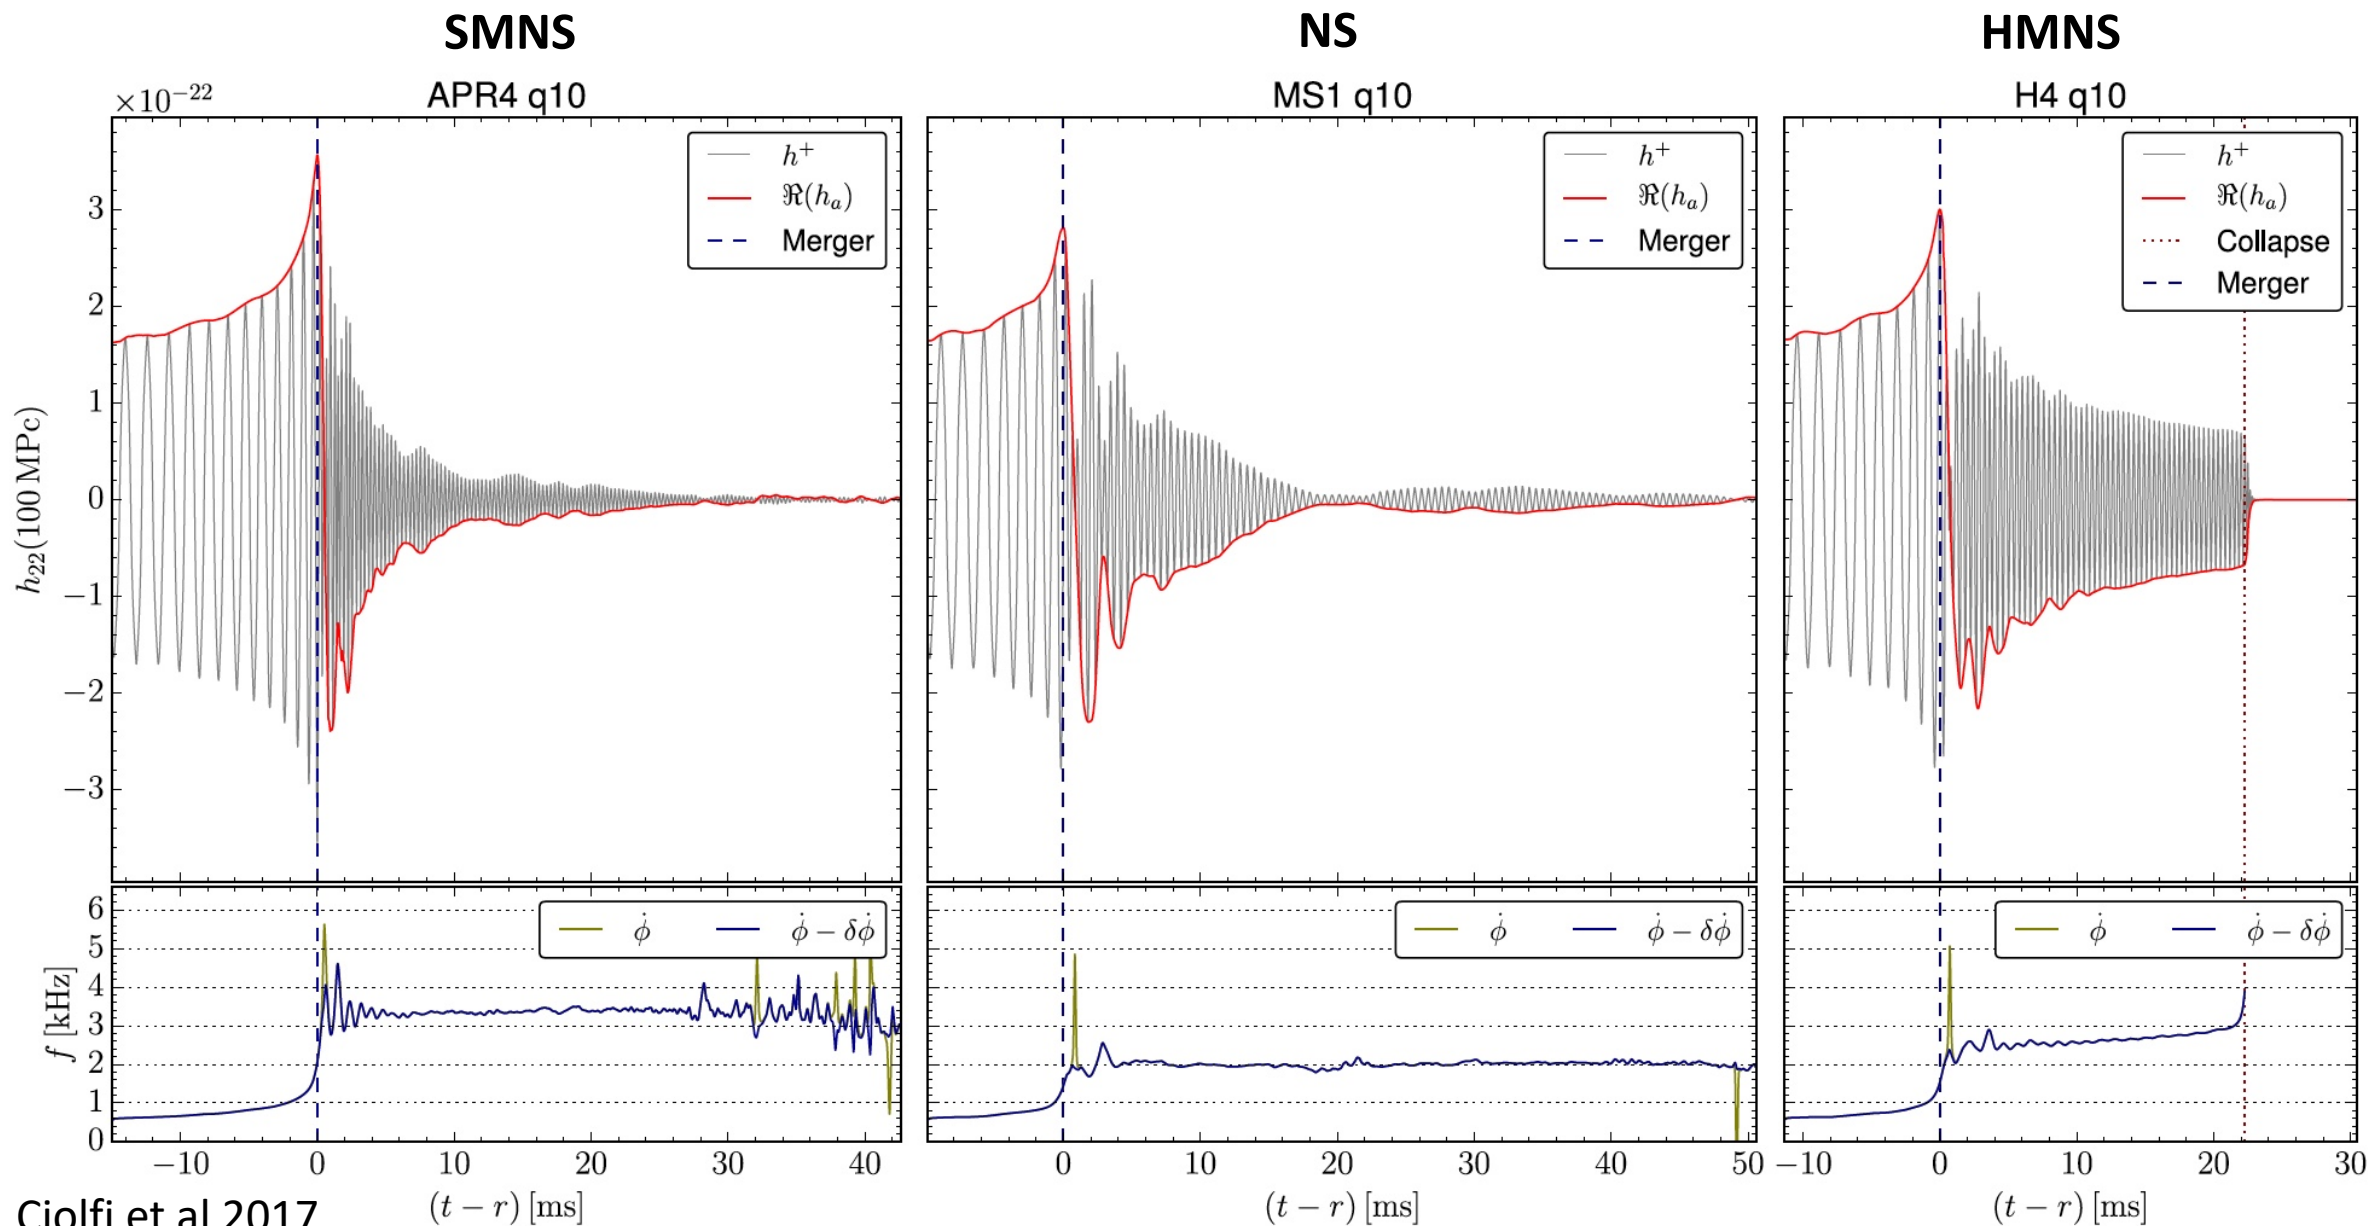 SMNS NS HMNS
APR4 q10 MS1 q10 H4 q10
×10⁻²²
h⁺ h⁺ h⁺
ℜ(hₐ) ℜ(hₐ) ℜ(hₐ)
Merger Merger Collapse
Merger
h₂₂(100 MPc)
3
2
1
0
−1
−2
−3
ϕ̇ ϕ̇ − δϕ̇ ϕ̇ ϕ̇ − δϕ̇ ϕ̇ ϕ̇ − δϕ̇
f [kHz]
6
5
4
3
2
1
0
−10 0 10 20 30 40 0 10 20 30 40 50 −10 0 10 20 30
(t − r) [ms] (t − r) [ms] (t − r) [ms]
Ciolfi et al 2017